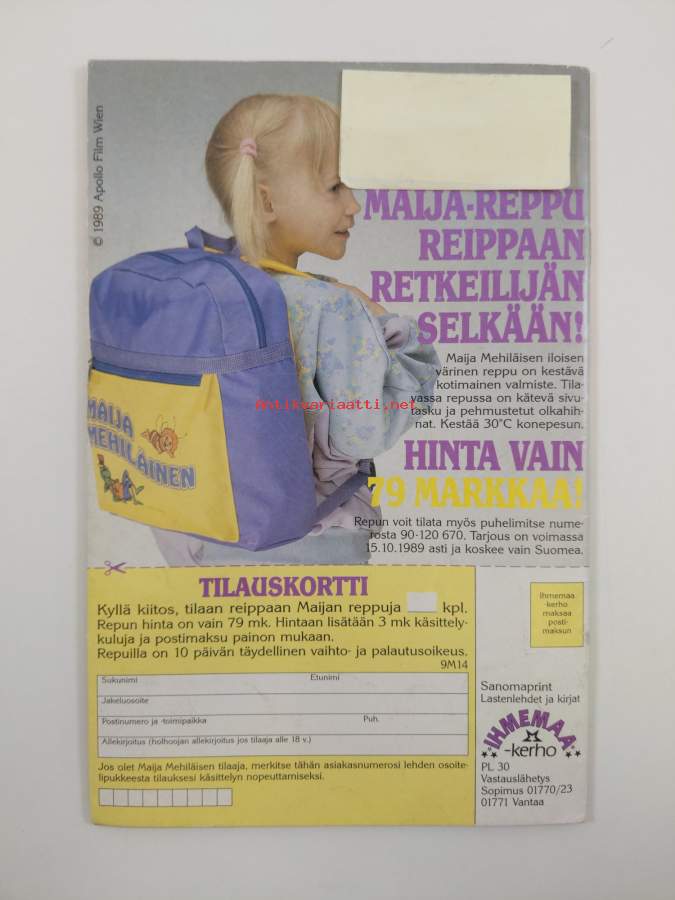 © 1989 Apollo Film Wien
MAIJA-REPPU
REIPPAAN
RETKEILIJÄN
SELKÄÄN!
Maija Mehiläisen iloisen
värinen reppu on kestävä
kotimainen valmiste. Tila-
vassa repussa on kätevä sivu-
tasku ja pehmustetut olkahih-
nat. Kestää 30°C konepesun.
HINTA VAIN
79 MARKKAA!
Repun voit tilata myös puhelimitse nume-
rosta 90-120 670. Tarjous on voimassa
15.10.1989 asti ja koskee vain Suomea.
MAIJA
MEHILÄINEN
Antikvariaatti.net
TILAUSKORTTI
Kyllä kiitos, tilaan reippaan Maijan reppuja kpl.
Repun hinta on vain 79 mk. Hintaan lisätään 3 mk käsittely-
kuluja ja postimaksu painon mukaan.
Repuilla on 10 päivän täydellinen vaihto- ja palautusoikeus.
9M14
Sukunimi Etunimi
Jakeluosoite
Postinumero ja -toimipaikka Puh.
Allekirjoitus (holhoojan allekirjoitus jos tilaaja alle 18 v.)
Jos olet Maija Mehiläisen tilaaja, merkitse tähän asiakasnumerosi lehden osoite-
lipukkeesta tilauksesi käsittelyn nopeuttamiseksi.
Ihmemaa
-kerho
maksaa
posti-
maksun
Sanomaprint
Lastenlehdet ja kirjat
IHMEMAA
-kerho
PL 30
Vastauslähetys
Sopimus 01770/23
01771 Vantaa